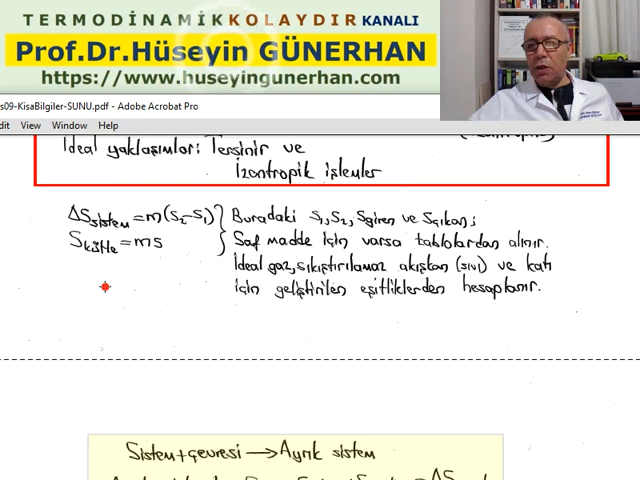 TERMODİNAMİKKOLAYDIR KANALI
Prof.Dr.Hüseyin GÜNERHAN
https://www.huseyingunerhan.com/
s09-KisaBilgiler-SUNU.pdf - Adobe Acrobat Pro
dit View Window Help
İdeal yaklaşımlar: Tersinir ve
İzontropik işlemler
ΔSsistem = m(s2-s1) } Buradaki s1, s2, sgiren ve sçıkan;
Skütle = ms } Saf madde için varsa tablolardan alınır.
İdeal gaz, sıkıştırılamaz akışkan (sıvı) ve katı
için geliştirilen eşitliklerden hesaplanır.
Sistem+çevresi → Ayrık sistem